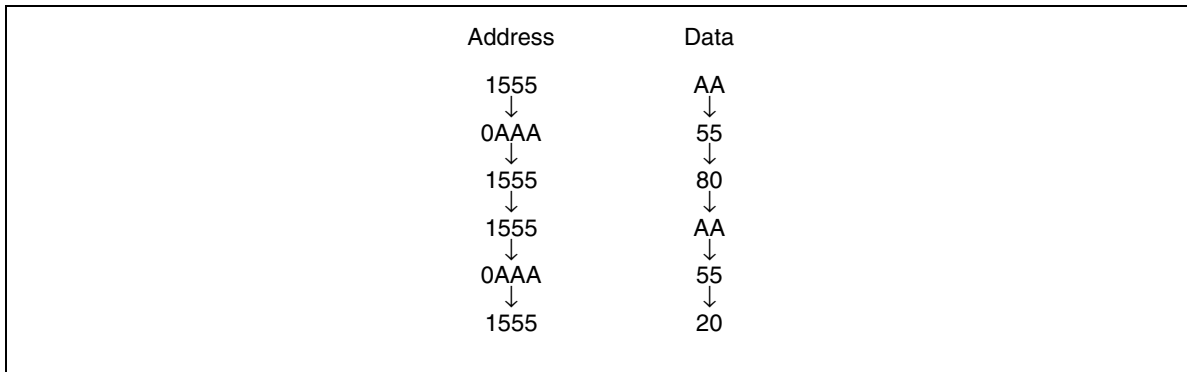 Address Data
1555 AA
↓ ↓
0AAA 55
↓ ↓
1555 80
↓ ↓
1555 AA
↓ ↓
0AAA 55
↓ ↓
1555 20